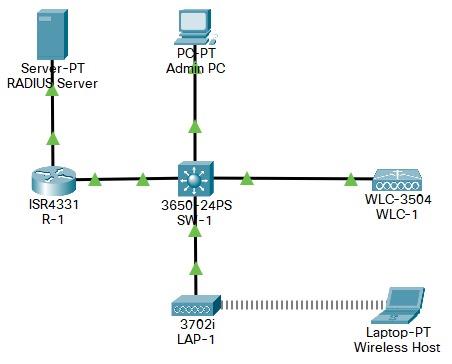 Server-PT
RADIUS Server
PC-PT
Admin PC
ISR4331
R-1
3650-24PS
SW-1
WLC-3504
WLC-1
3702i
LAP-1
Laptop-PT
Wireless Host